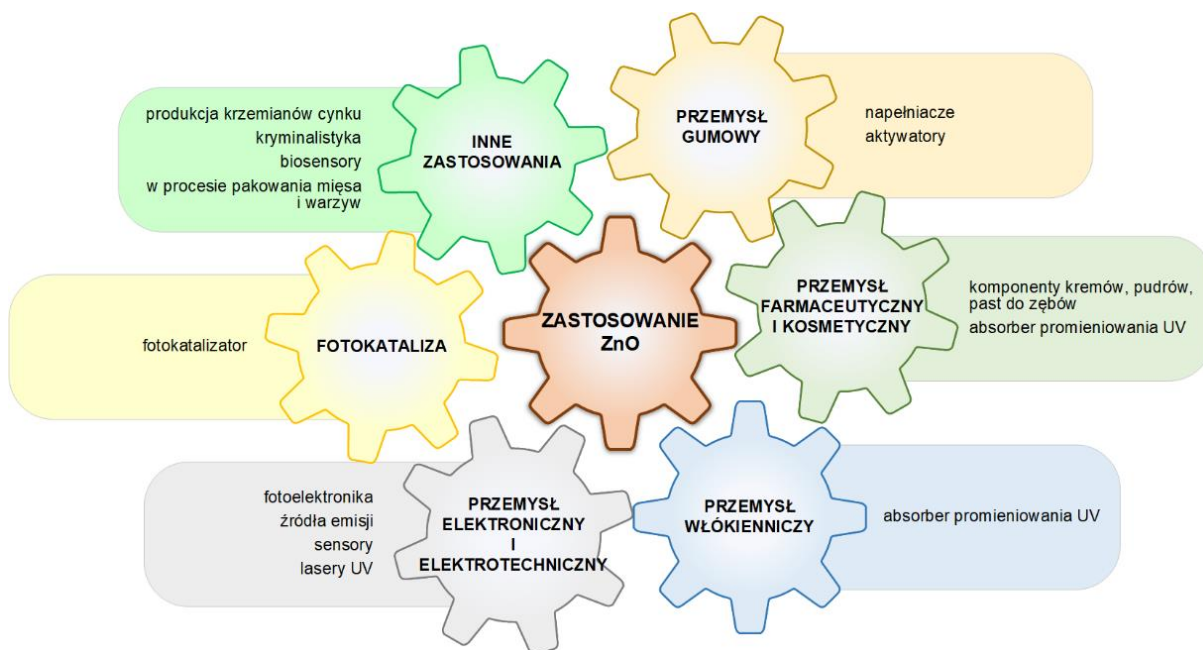 produkcja krzemianów cynku
kryminalistyka
biosensory
w procesie pakowania mięsa
i warzyw
INNE
ZASTOSOWANIA
PRZEMYSŁ
GUMOWY
napełniacze
aktywatory
fotokatalizator
FOTOKATALIZA
ZASTOSOWANIE
ZnO
PRZEMYSŁ
FARMACEUTYCZNY
I KOSMETYCZNY
komponenty kremów, pudrów,
past do zębów
absorber promieniowania UV
fotoelektronika
źródła emisji
sensory
lasery UV
PRZEMYSŁ
ELEKTRONICZNY
I
ELEKTROTECHNICZNY
PRZEMYSŁ
WŁÓKIENNICZY
absorber promieniowania UV